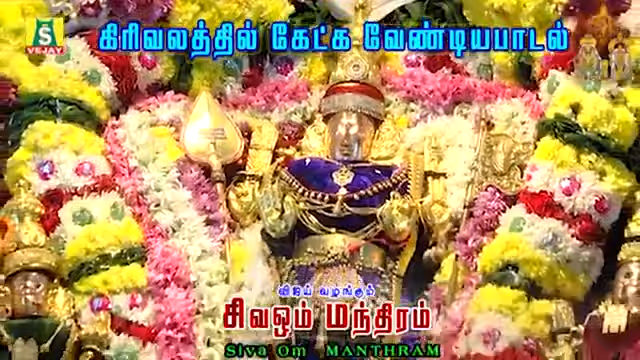 S
VEJAY
கிரிவலத்தில் கேட்க வேண்டியபாடல்
விஜய் வழங்கும்
சிவஓம் மந்திரம்
Siva Om MANTHRAM